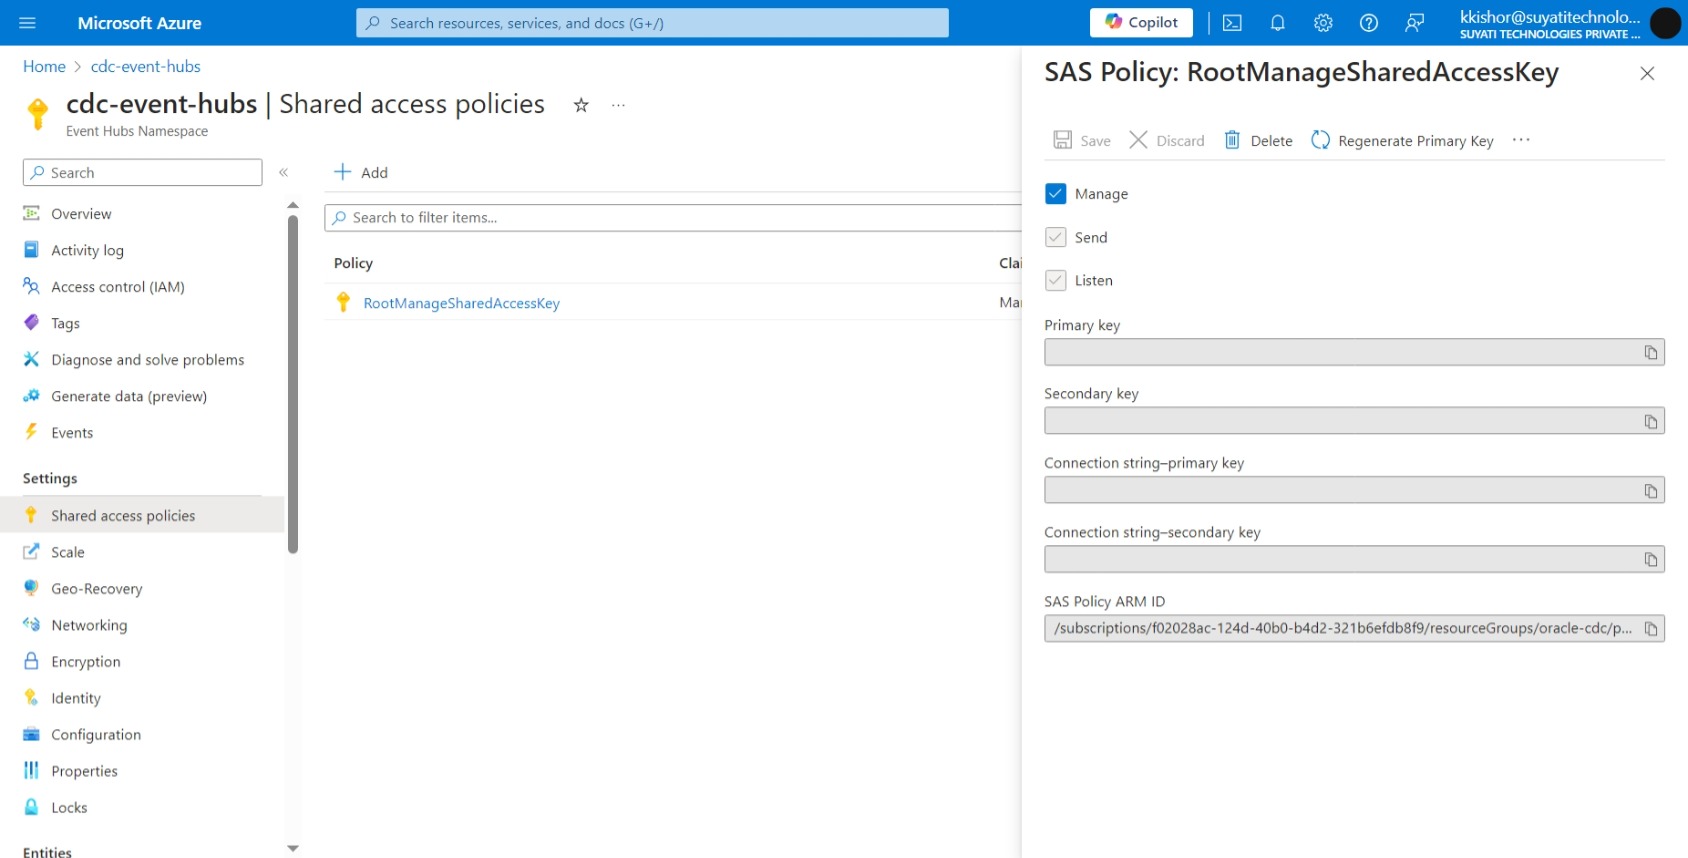 Microsoft Azure
Search resources, services, and docs (G+/)
Copilot
kkishor@suyatitechnolo...
SUYATI TECHNOLOGIES PRIVATE ...
Home > cdc-event-hubs
cdc-event-hubs | Shared access policies
Event Hubs Namespace
Search
Overview
Activity log
Access control (IAM)
Tags
Diagnose and solve problems
Generate data (preview)
Events
Settings
Shared access policies
Scale
Geo-Recovery
Networking
Encryption
Identity
Configuration
Properties
Locks
Entities
Add
Search to filter items...
Policy Clai
RootManageSharedAccessKey Mar
SAS Policy: RootManageSharedAccessKey
Save Discard Delete Regenerate Primary Key
Manage
Send
Listen
Primary key
Secondary key
Connection string–primary key
Connection string–secondary key
SAS Policy ARM ID
/subscriptions/f02028ac-124d-40b0-b4d2-321b6efdb8f9/resourceGroups/oracle-cdc/p...